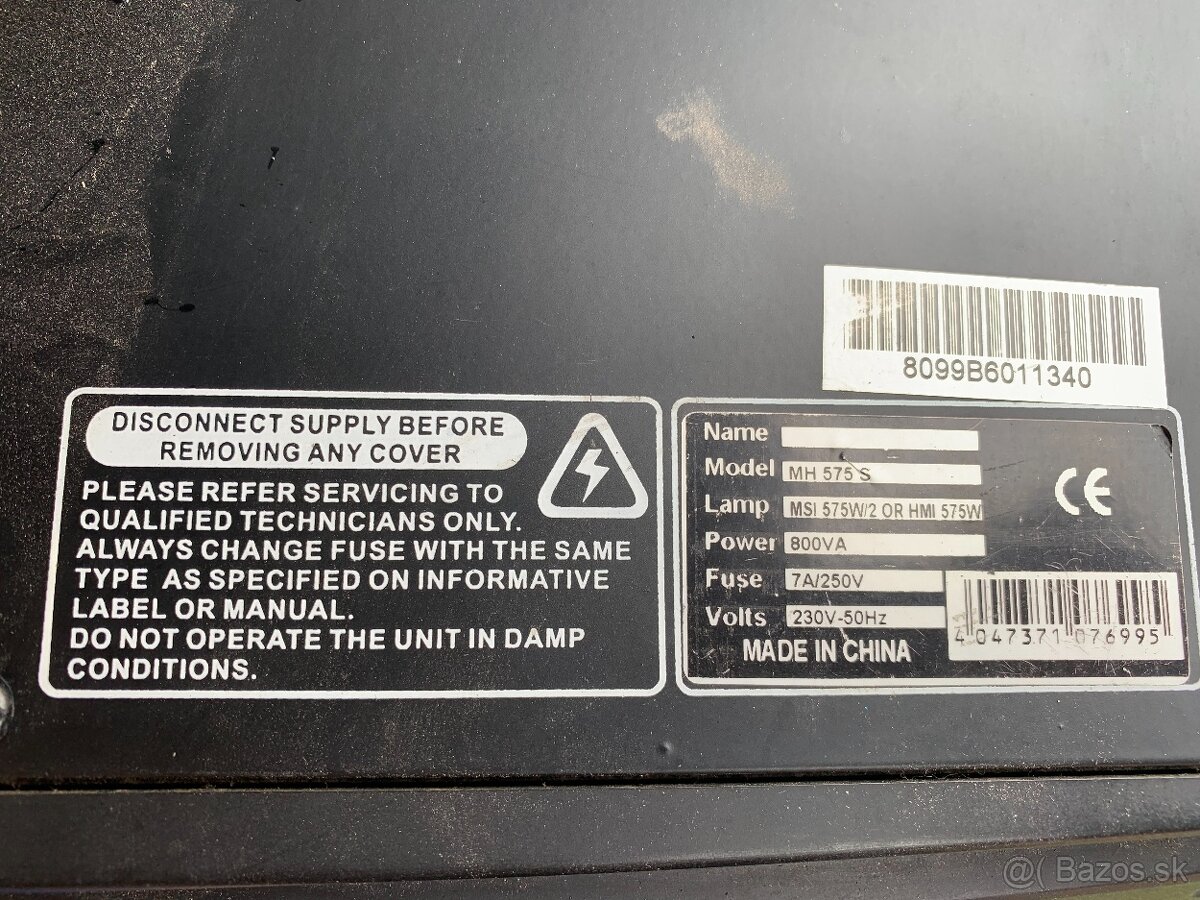 8099B6011340
DISCONNECT SUPPLY BEFORE
REMOVING ANY COVER
PLEASE REFER SERVICING TO
QUALIFIED TECHNICIANS ONLY.
ALWAYS CHANGE FUSE WITH THE SAME
TYPE AS SPECIFIED ON INFORMATIVE
LABEL OR MANUAL.
DO NOT OPERATE THE UNIT IN DAMP
CONDITIONS.
Name
Model MH 575 S
Lamp MSI 575W/2 OR HMI 575W
Power 800VA
Fuse 7A/250V
Volts 230V-50Hz
MADE IN CHINA
CE
4 047371 076995
@( Bazos.sk